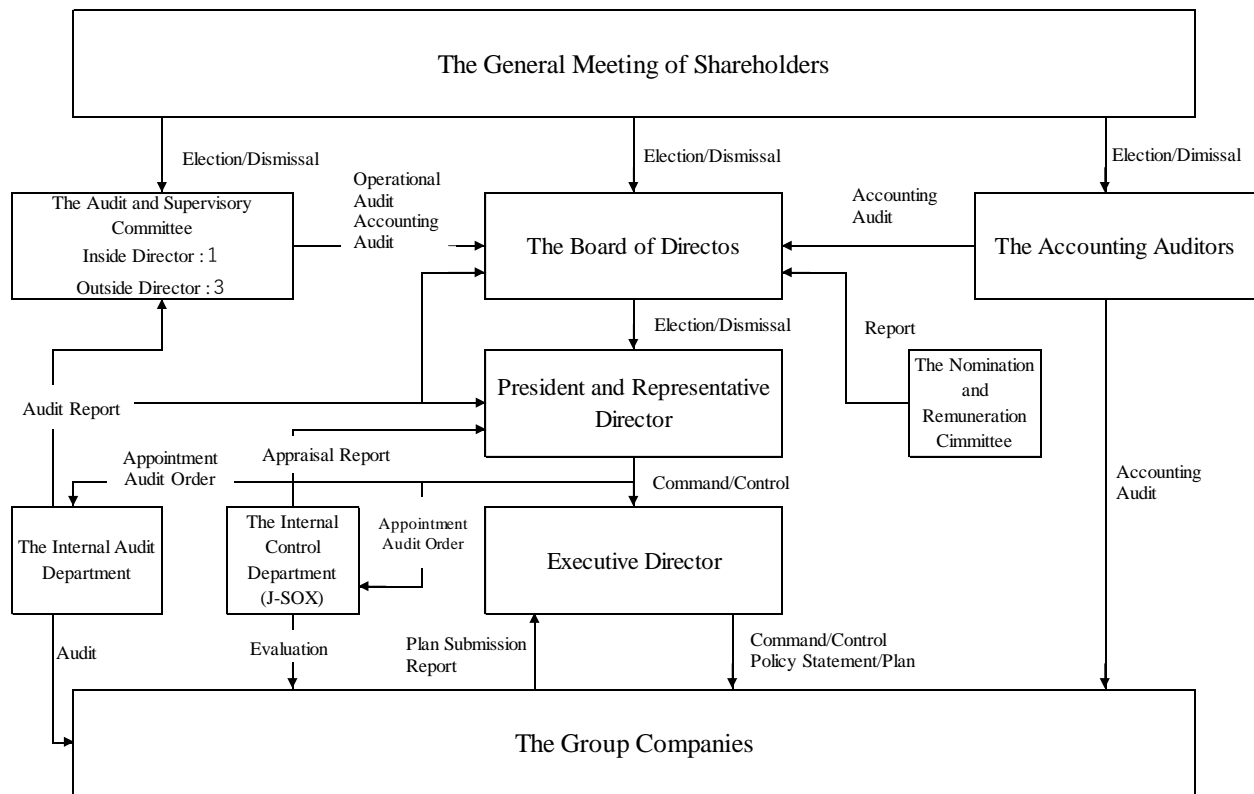 The General Meeting of Shareholders
Election/Dismissal
Election/Dismissal
Election/Dimissal
The Audit and Supervisory
Committee
Inside Director : 1
Outside Director : 3
Operational
Audit
Accounting
Audit
The Board of Directos
Accounting
Audit
The Accounting Auditors
Election/Dismissal
Report
Audit Report
President and Representative
Director
The Nomination
and
Remuneration
Cimmittee
Appointment
Audit Order
Appraisal Report
Command/Control
Accounting
Audit
The Internal Audit
Department
The Internal
Control
Department
(J-SOX)
Appointment
Audit Order
Executive Director
Audit
Evaluation
Plan Submission
Report
Command/Control
Policy Statement/Plan
The Group Companies